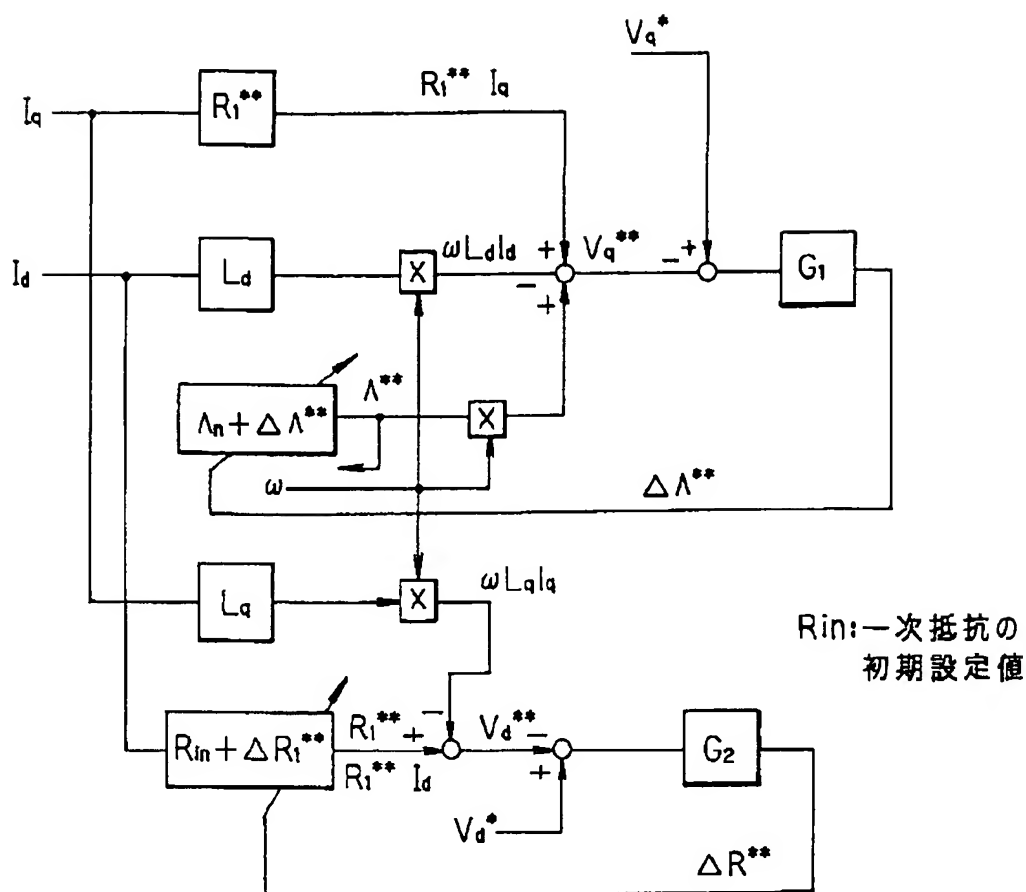 Vq*
R1** Iq
Iq
R1**
ωLdId
+
Vq**
-
+
Id
Ld
X
-
+
G1
Λ**
Λn+ΔΛ**
X
ω
ΔΛ**
Lq
X
ωLqIq
Rin:一次抵抗の
初期設定値
-
Rin+ΔR1**
R1**
+
Vd**
-
G2
R1** Id
+
Vd*
ΔR**